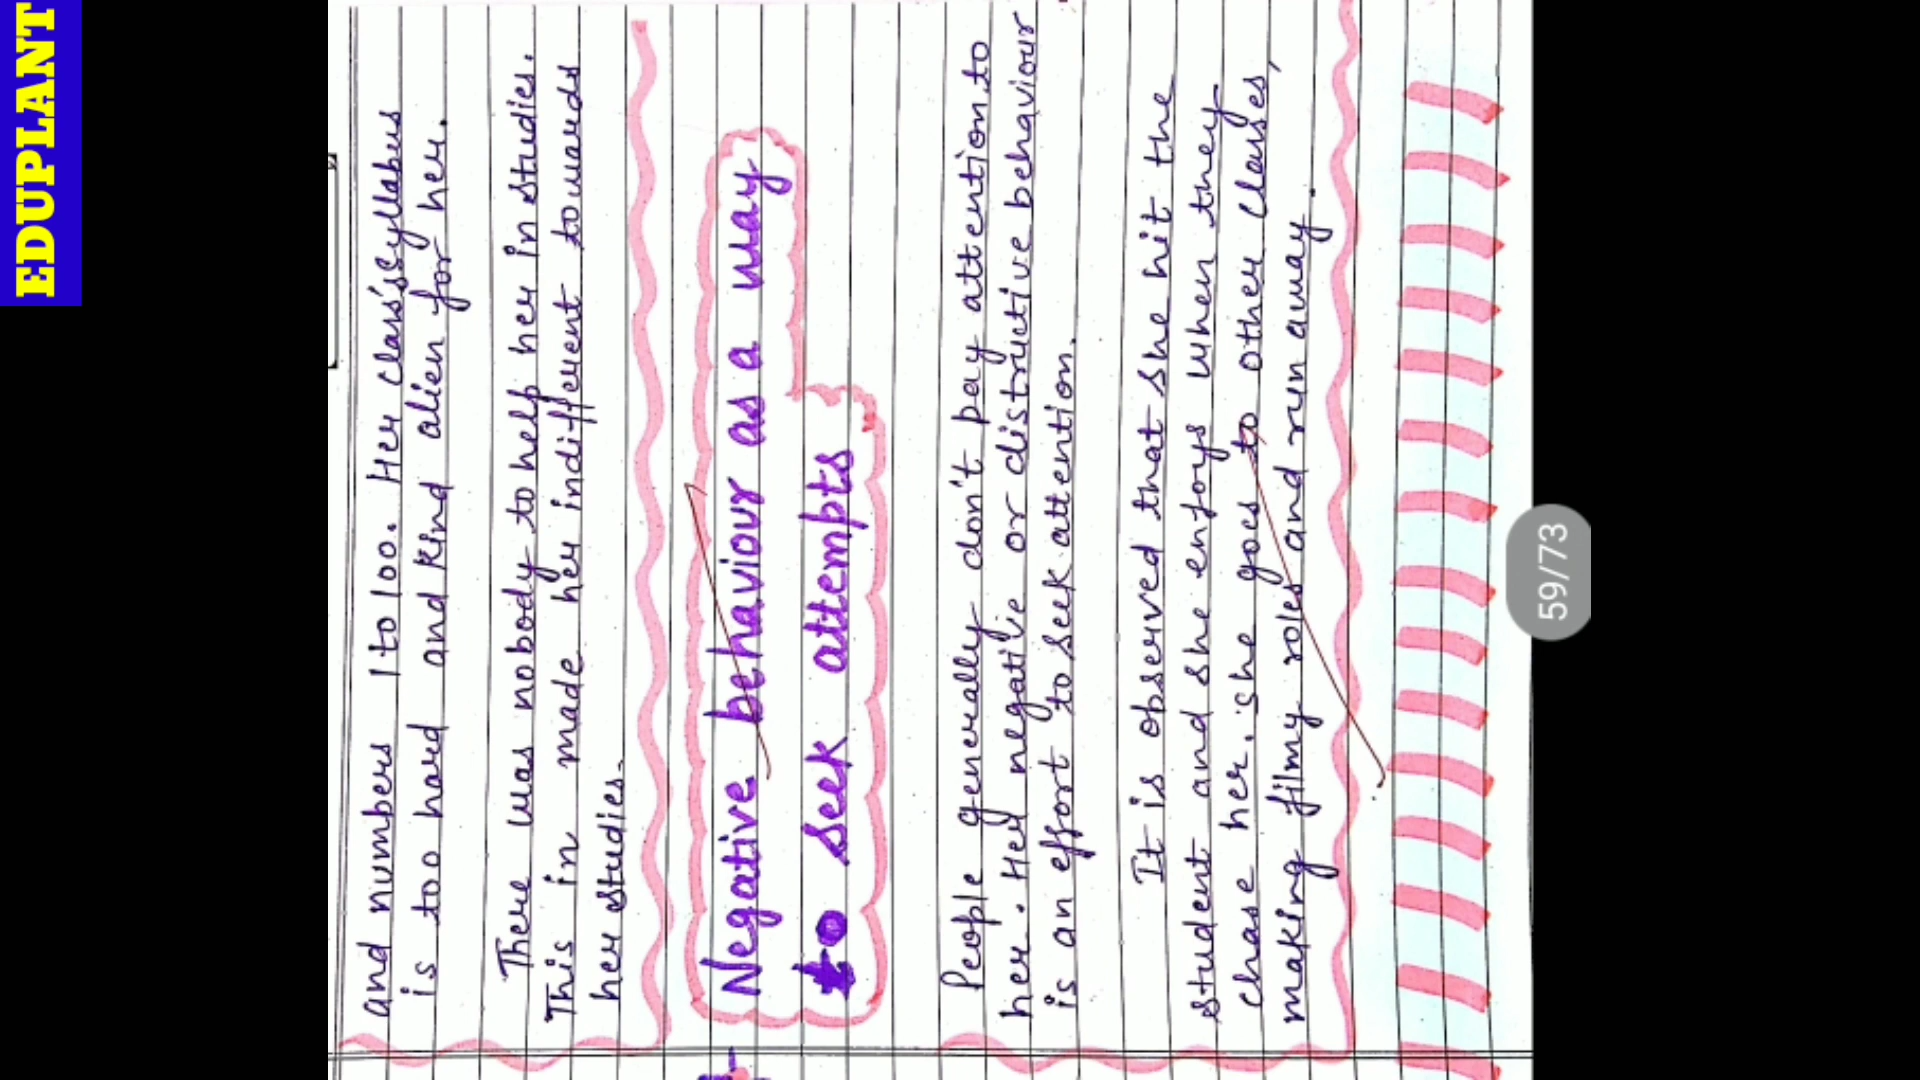 EDUPLANT
and numbers 1 to 100. Her class's syllabus
is too hard and kind alien for her.
There was nobody to help her in studies.
This in made her indifferent towards
her studies.
Negative behaviour as a way
to seek attempts
People generally don't pay attention to
her. Her negative or distructive behaviour
is an effort to seek attention.
It is observed that she hit the
student and she enjoys when they
chase her. she goes to other classes,
making filmy roles and run away.
59/73